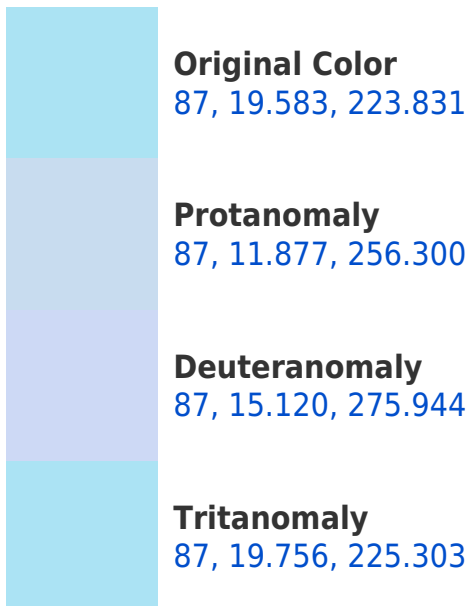 Original Color
87, 19.583, 223.831
Protanomaly
87, 11.877, 256.300
Deuteranomaly
87, 15.120, 275.944
Tritanomaly
87, 19.756, 225.303